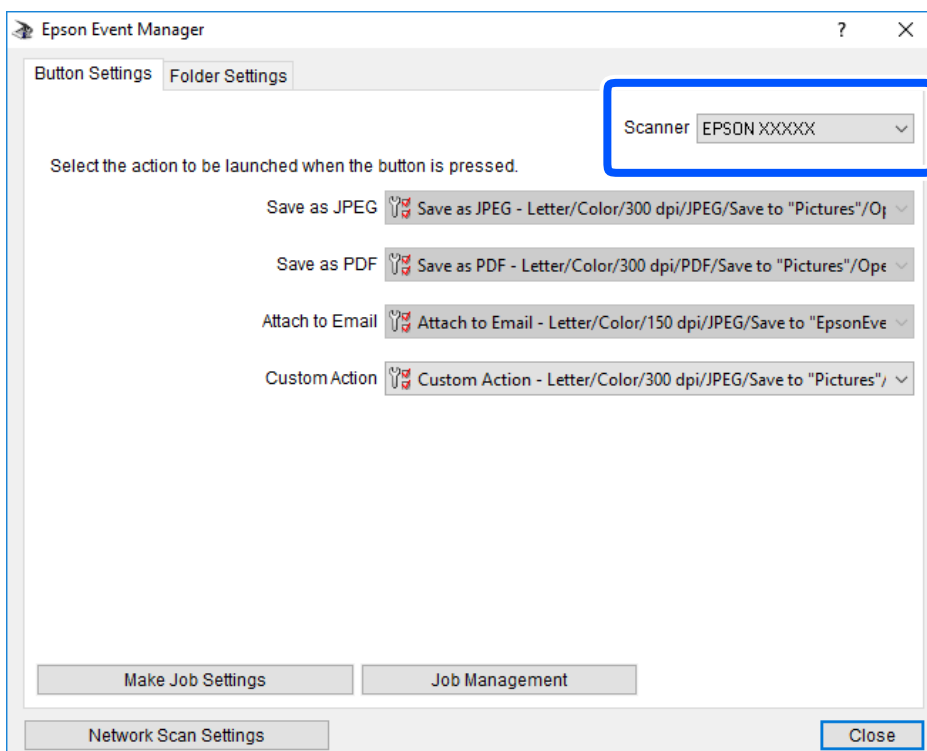 Epson Event Manager
Button Settings Folder Settings
Scanner EPSON XXXXX
Select the action to be launched when the button is pressed.
Save as JPEG Save as JPEG - Letter/Color/300 dpi/JPEG/Save to "Pictures"/Op
Save as PDF Save as PDF - Letter/Color/300 dpi/PDF/Save to "Pictures"/Ope
Attach to Email Attach to Email - Letter/Color/150 dpi/JPEG/Save to "EpsonEve
Custom Action Custom Action - Letter/Color/300 dpi/JPEG/Save to "Pictures"/
Make Job Settings Job Management
Network Scan Settings Close